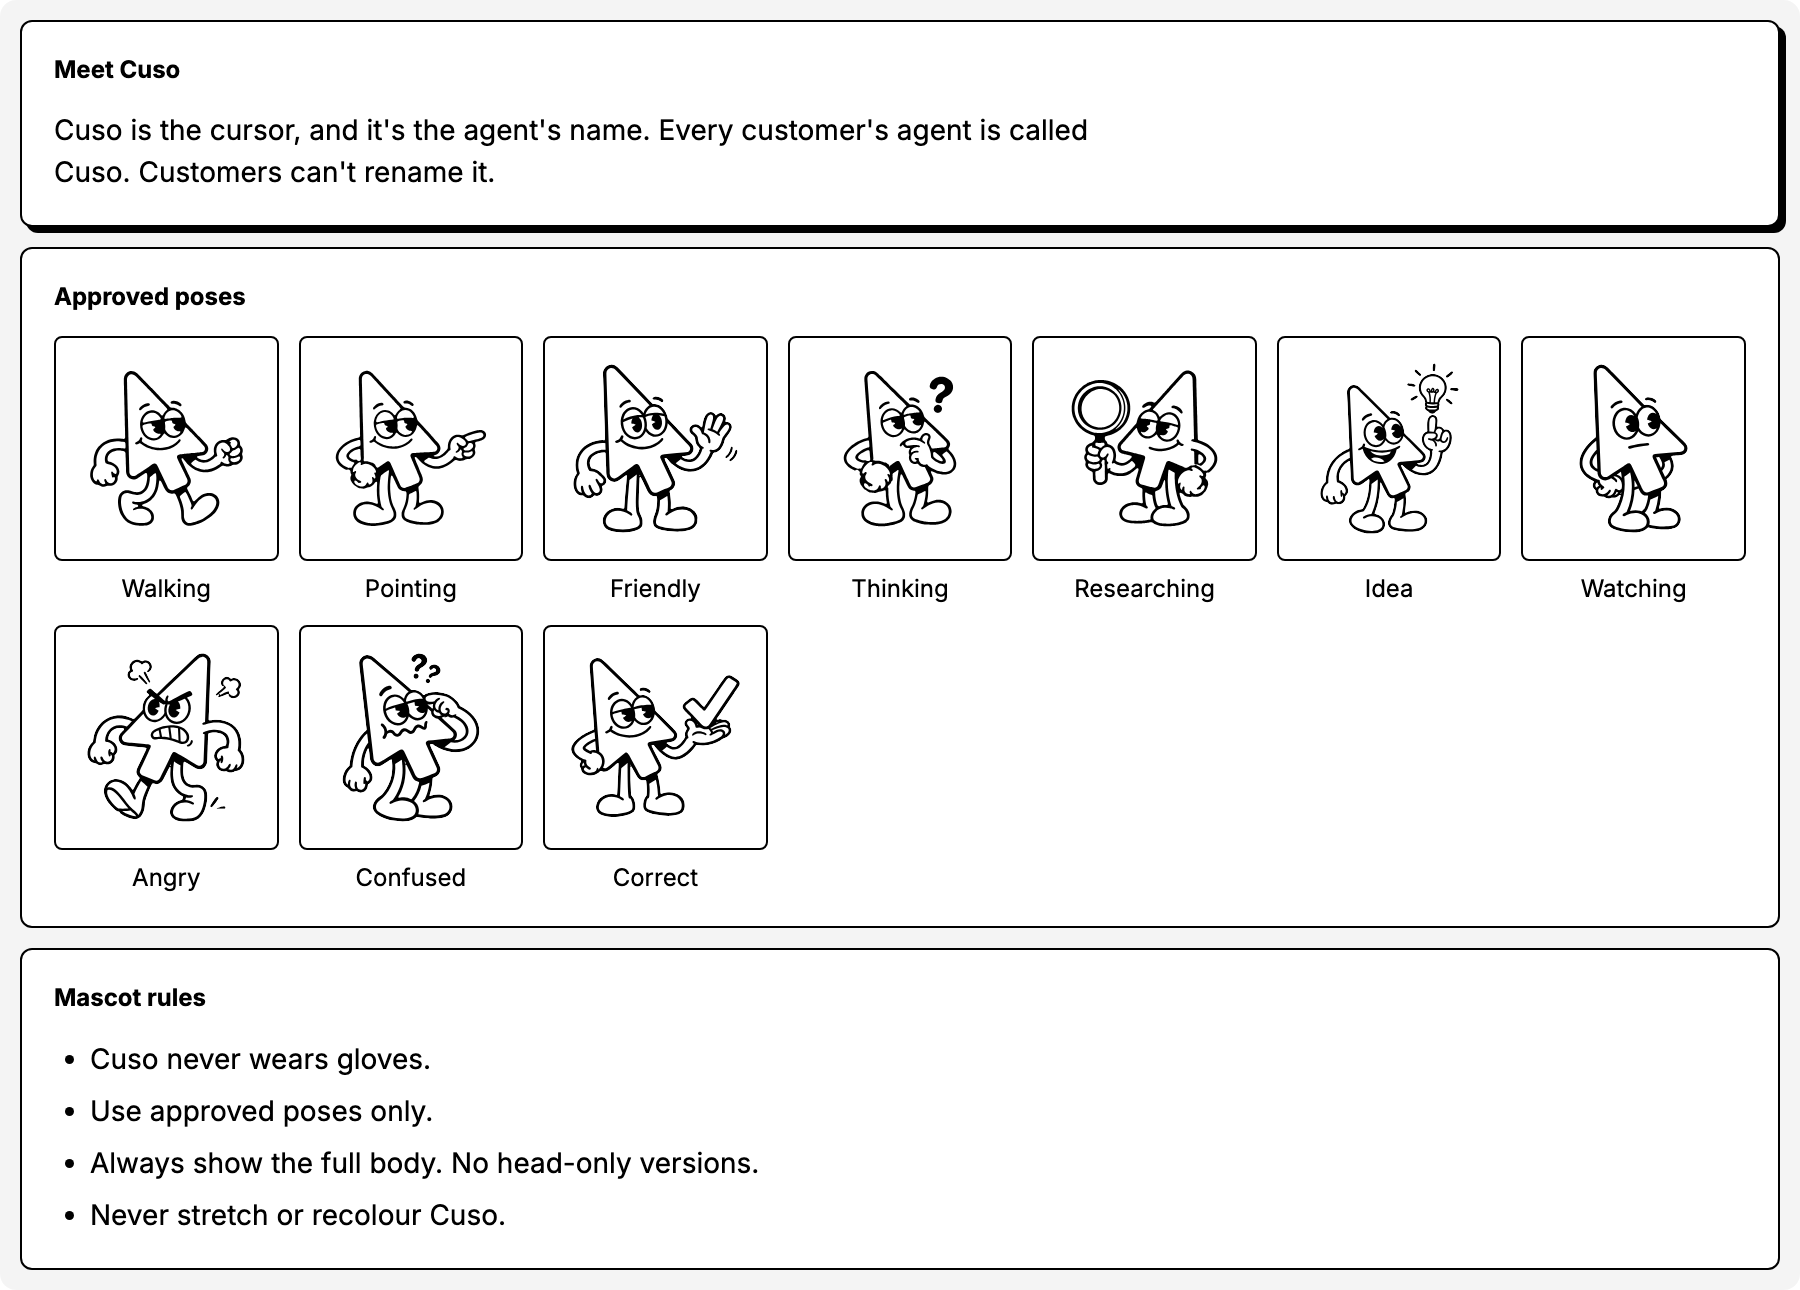 Meet Cuso
Cuso is the cursor, and it's the agent's name. Every customer's agent is called
Cuso. Customers can't rename it.
Approved poses
?
Walking
Pointing
Friendly
Thinking
Researching
Idea
Watching
??
Angry
Confused
Correct
Mascot rules
• Cuso never wears gloves.
• Use approved poses only.
• Always show the full body. No head-only versions.
• Never stretch or recolour Cuso.